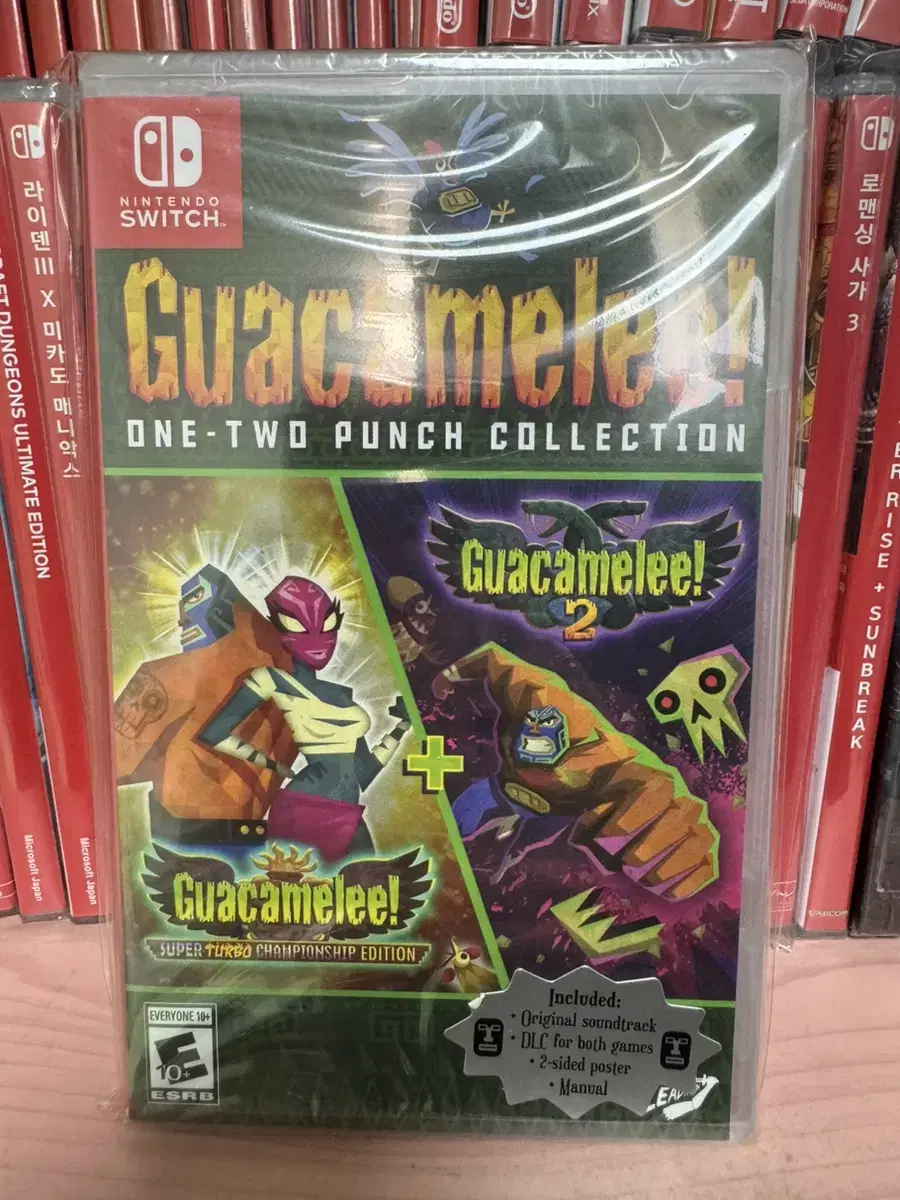 NINTENDO
SWITCH
Guacamelee!
ONE-TWO PUNCH COLLECTION
Guacamelee!
2
Guacamelee!
SUPER TURBO CHAMPIONSHIP EDITION
EVERYONE 10+
E
10+
ESRB
Included:
• Original soundtrack
• DLC for both games
• 2-sided poster
• Manual
DUNGEONS ULTIMATE EDITION
라이덴III X 미카도 매니악스
Microsoft Japan
Microsoft Japan
로맨싱 사가 3
RISE + SUNBREAK
CAPCOM